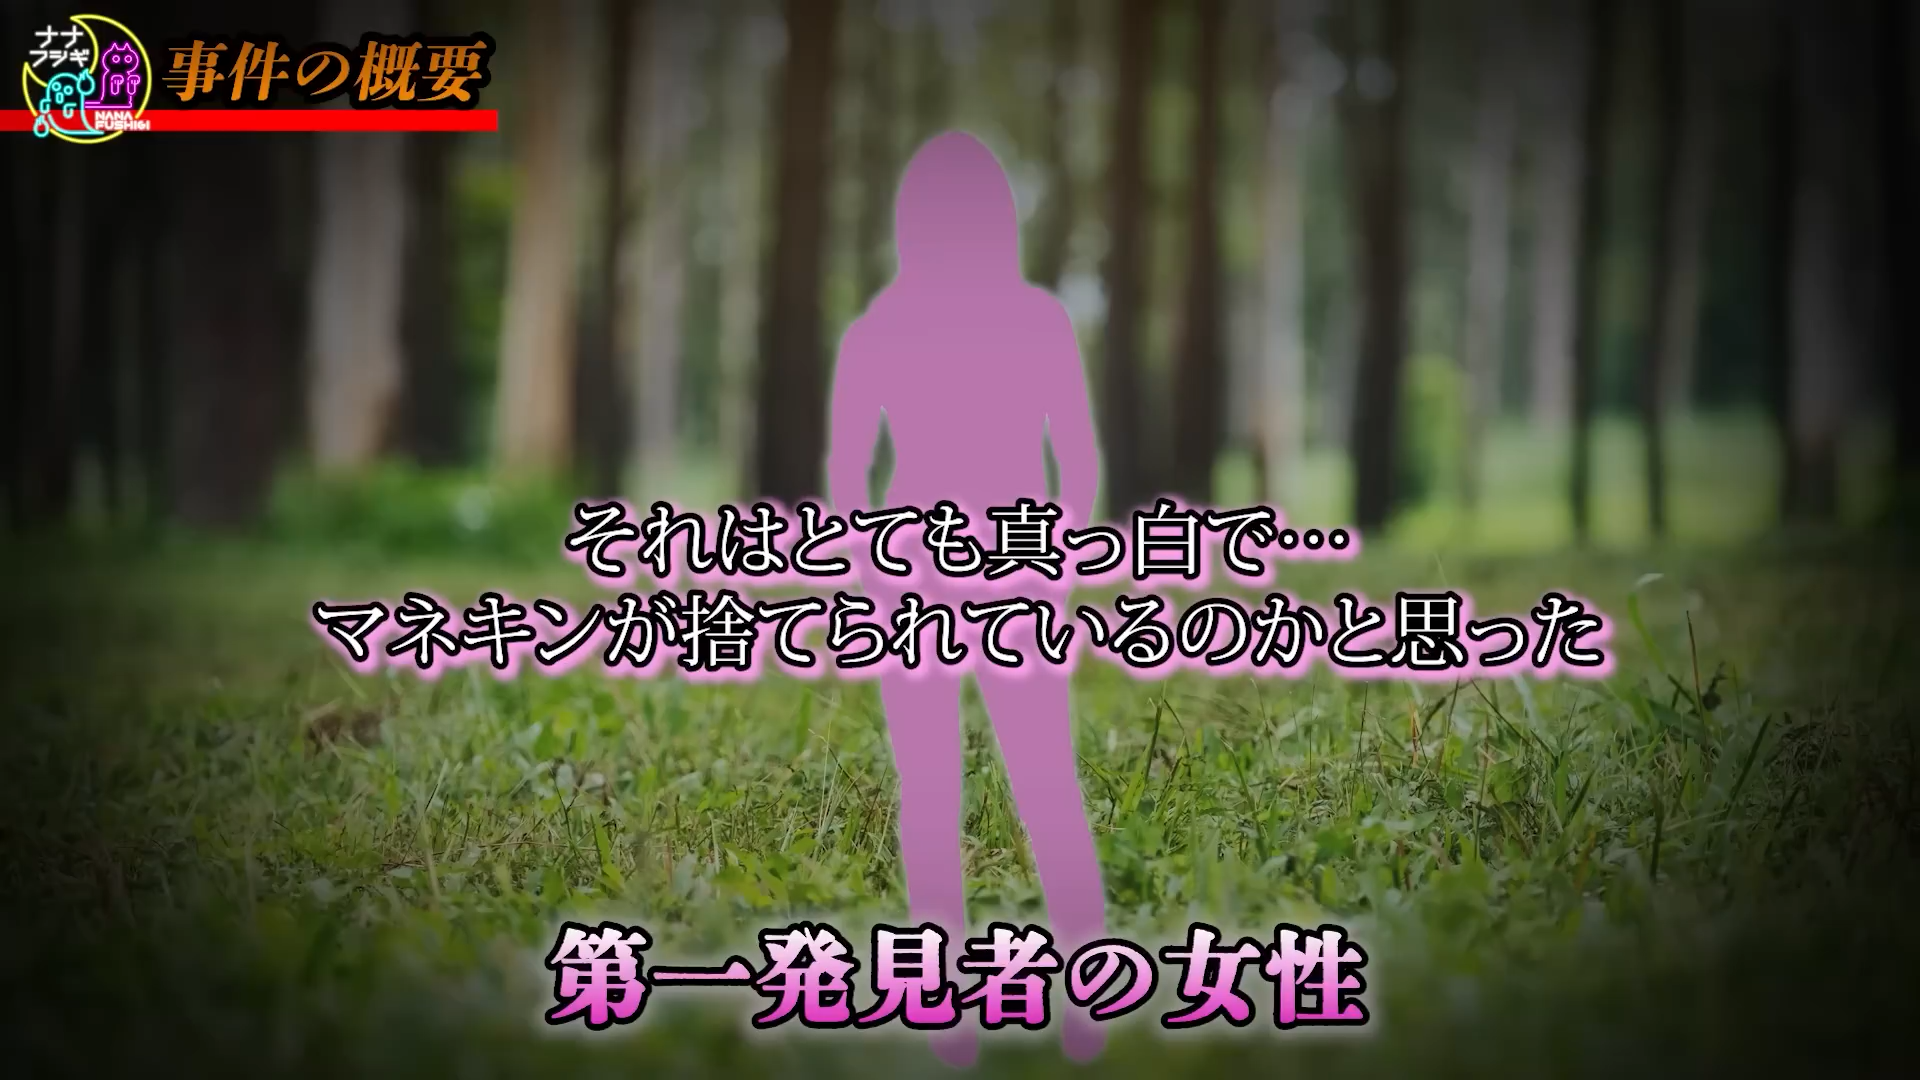 ナナ
フシギ
NANA
FUSHIGI
事件の概要
それはとても真っ白で…
マネキンが捨てられているのかと思った
第一発見者の女性